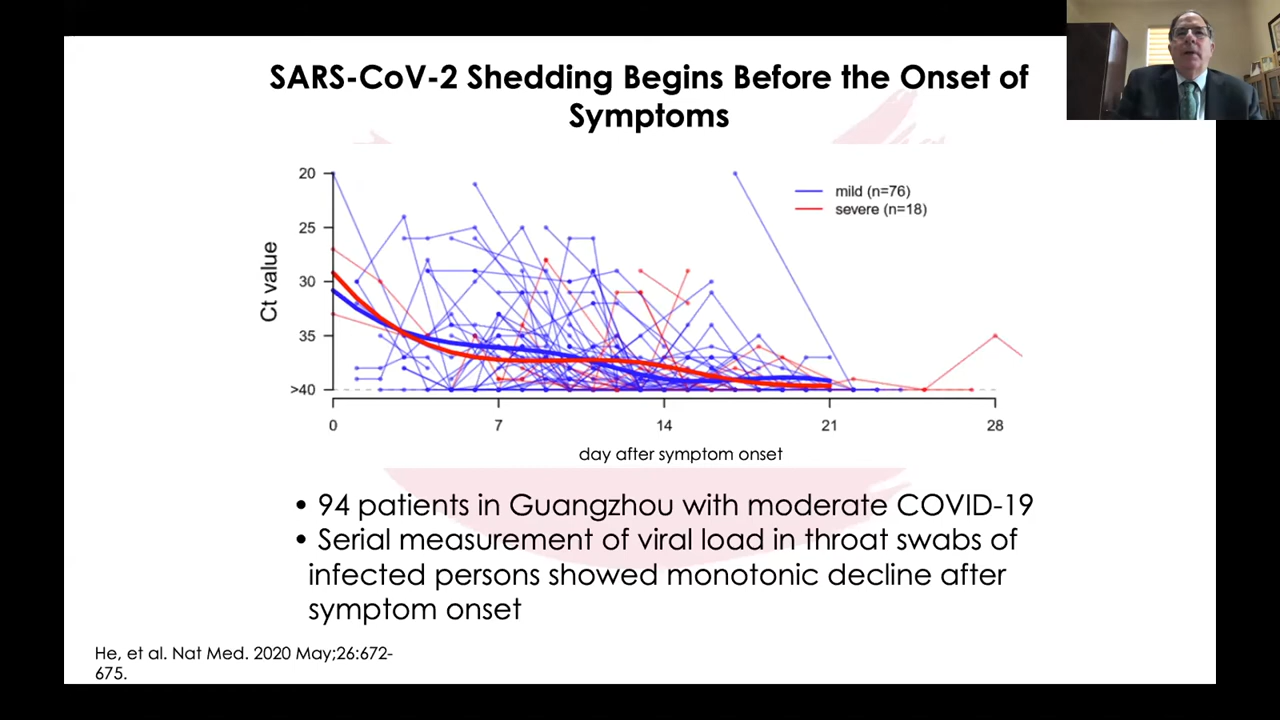 SARS-CoV-2 Shedding Begins Before the Onset of
Symptoms
20
25
30
35
>40
Ct value
mild (n=76)
severe (n=18)
0
7
14
21
28
day after symptom onset
• 94 patients in Guangzhou with moderate COVID-19
• Serial measurement of viral load in throat swabs of
infected persons showed monotonic decline after
symptom onset
He, et al. Nat Med. 2020 May;26:672-
675.